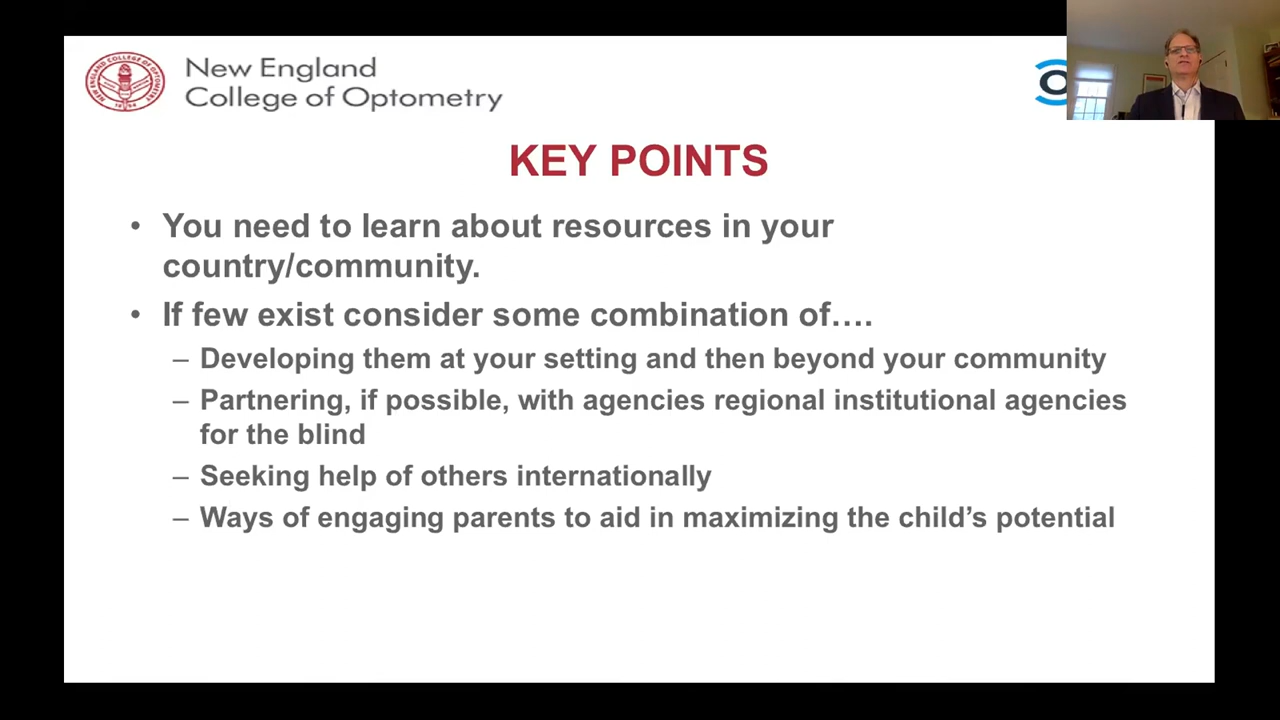 New England
College of Optometry
KEY POINTS
• You need to learn about resources in your
country/community.
• If few exist consider some combination of….
– Developing them at your setting and then beyond your community
– Partnering, if possible, with agencies regional institutional agencies
for the blind
– Seeking help of others internationally
– Ways of engaging parents to aid in maximizing the child’s potential